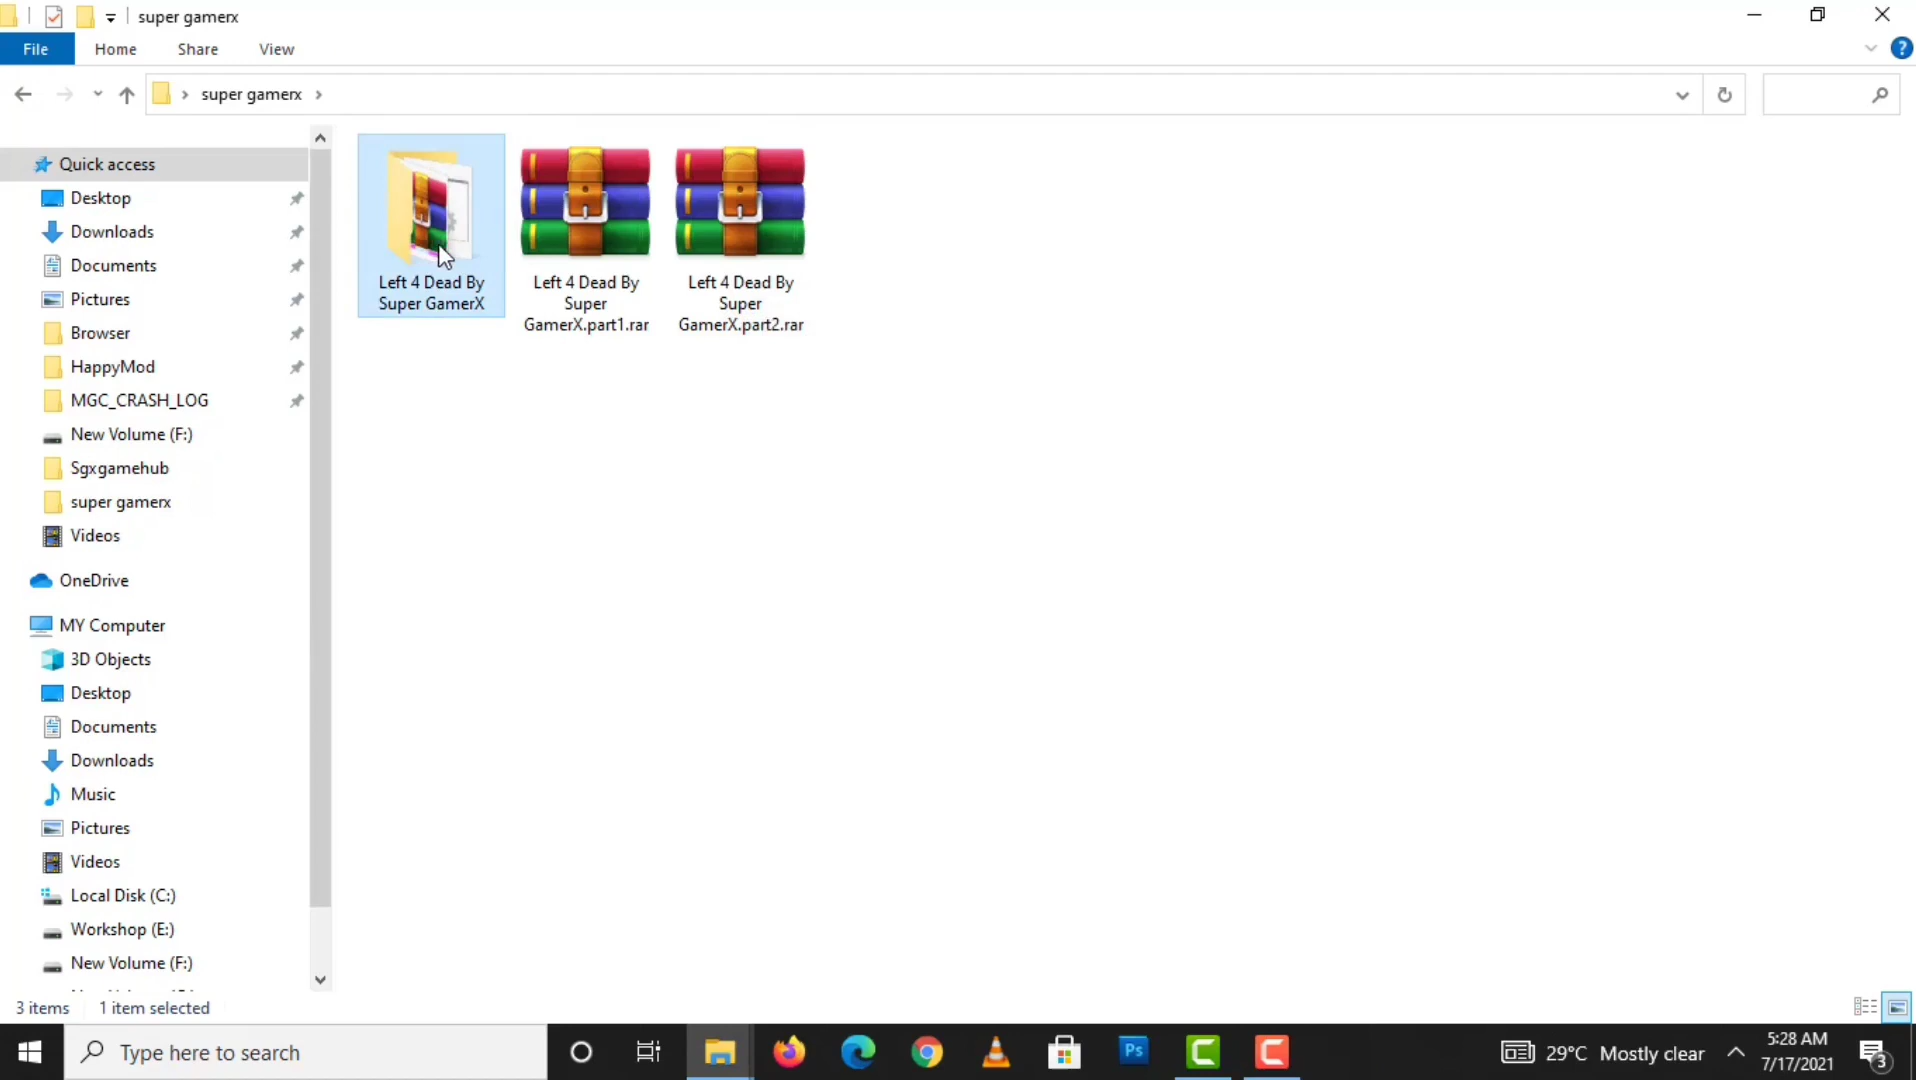 super gamerx
File
Home
Share
View
super gamerx
Quick access
Desktop
Downloads
Documents
Pictures
Browser
HappyMod
MGC_CRASH_LOG
New Volume (F:)
Sgxgamehub
super gamerx
Videos
OneDrive
MY Computer
3D Objects
Desktop
Documents
Downloads
Music
Pictures
Videos
Local Disk (C:)
Workshop (E:)
New Volume (F:)
Left 4 Dead By
Super GamerX
Left 4 Dead By
Super
GamerX.part1.rar
Left 4 Dead By
Super
GamerX.part2.rar
3 items
1 item selected
Type here to search
Ps
29°C Mostly clear
5:28 AM
7/17/2021
3